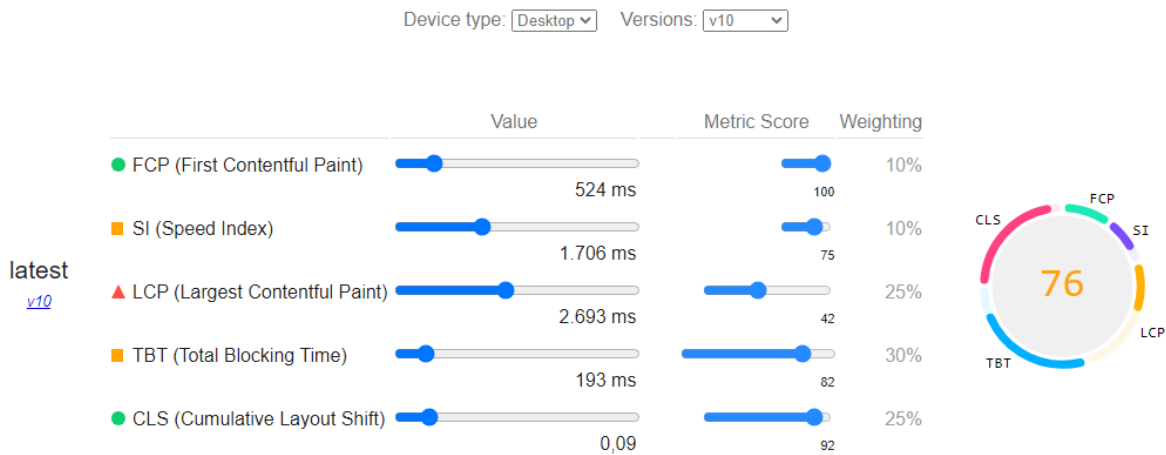 Device type: Desktop Versions: v10
Value Metric Score Weighting
FCP (First Contentful Paint) 10%
524 ms 100
SI (Speed Index) 10%
1.706 ms 75
latest
v10
LCP (Largest Contentful Paint) 25%
2.693 ms 42
TBT (Total Blocking Time) 30%
193 ms 82
CLS (Cumulative Layout Shift) 25%
0,09 92
FCP
CLS
SI
76
LCP
TBT